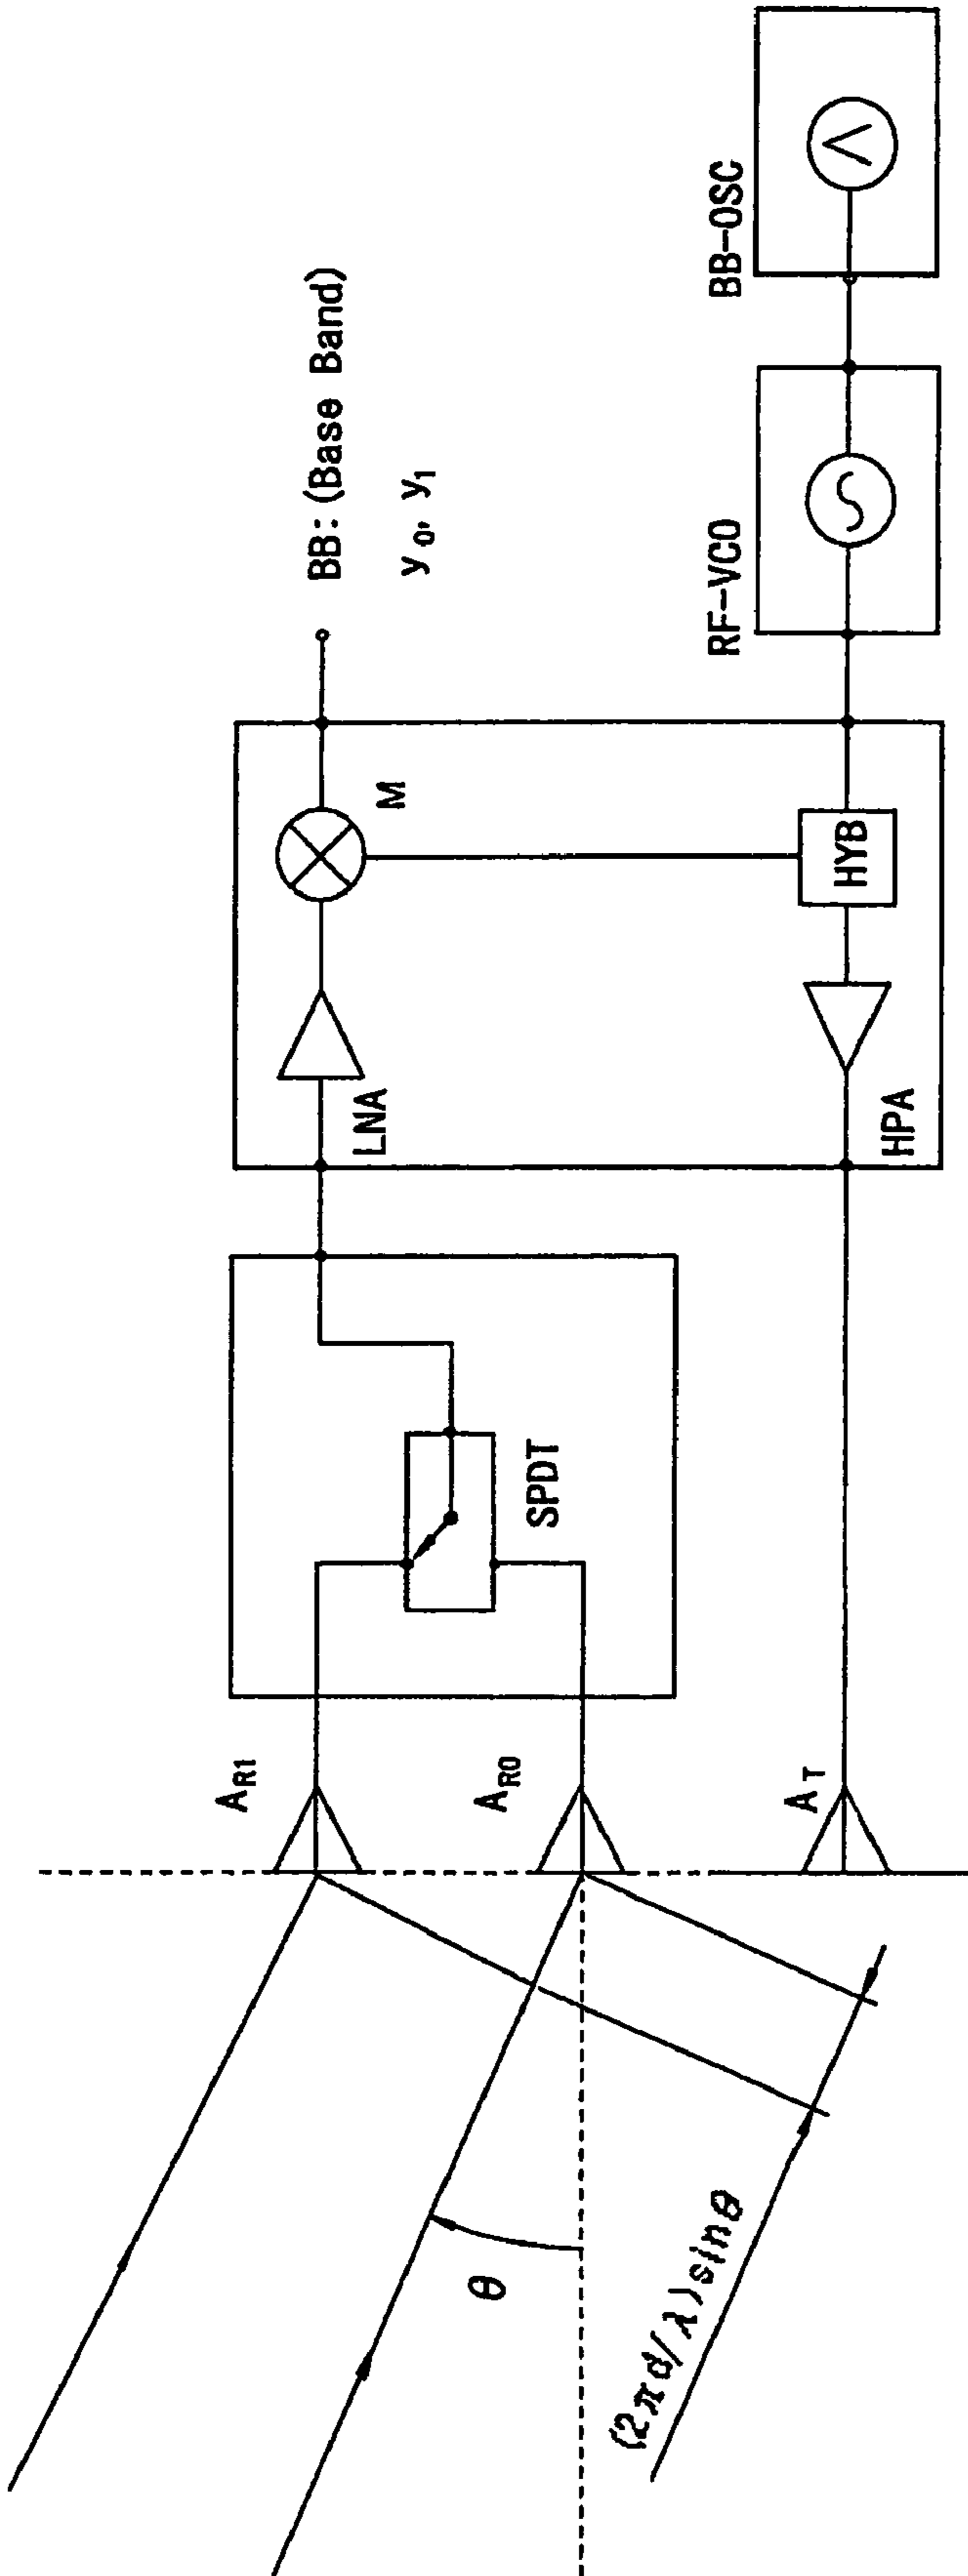 BB: (Base Band)
y0, y1
BB-OSC
V
RF-VCO
M
HYB
LNA
HPA
SPDT
AR1
AR0
AT
θ
(2πd/λ)sinθ